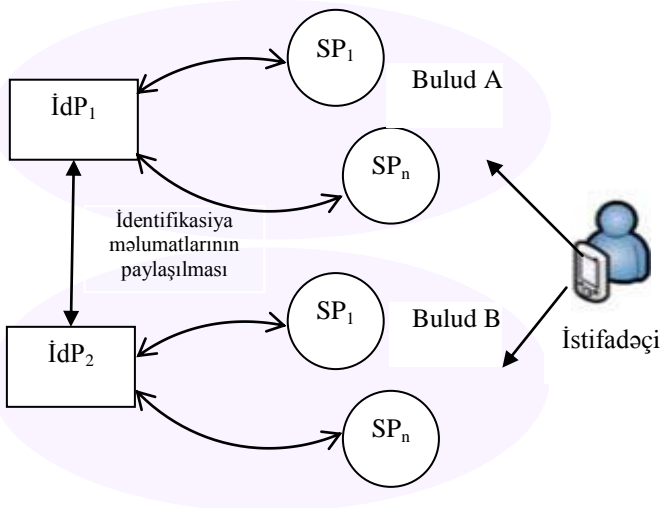 SP₁
Bulud A
İdP₁
SPₙ
İdentifikasiya
məlumatlarının
paylaşılması
SP₁
Bulud B
İdP₂
İstifadəçi
SPₙ